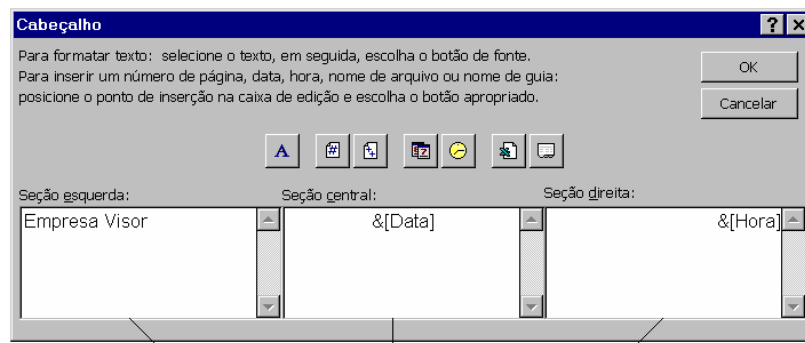 Cabeçalho
Para formatar texto: selecione o texto, em seguida, escolha o botão de fonte.
Para inserir um número de página, data, hora, nome de arquivo ou nome de guia:
posicione o ponto de inserção na caixa de edição e escolha o botão apropriado.
OK
Cancelar
A
Seção esquerda: Seção central: Seção direita:
Empresa Visor &[Data] &[Hora]